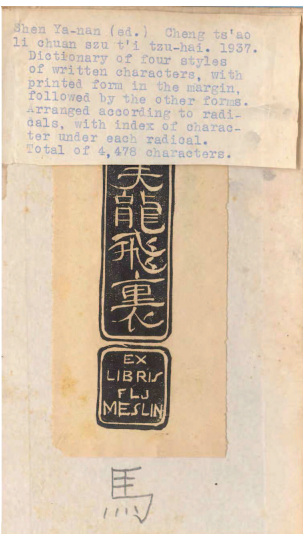 Shen Ya-nan (ed.) Cheng ts'ao
li chuan szu t'i tzu-hai. 1937.
Dictionary of four styles
of written characters, with
printed form in the margin,
followed by the other forms.
Arranged according to radi-
cals, with index of charac-
ter under each radical.
Total of 4,478 characters.
龍飛裏
EX
LIBRIS
FLJ
MESLIN
馬